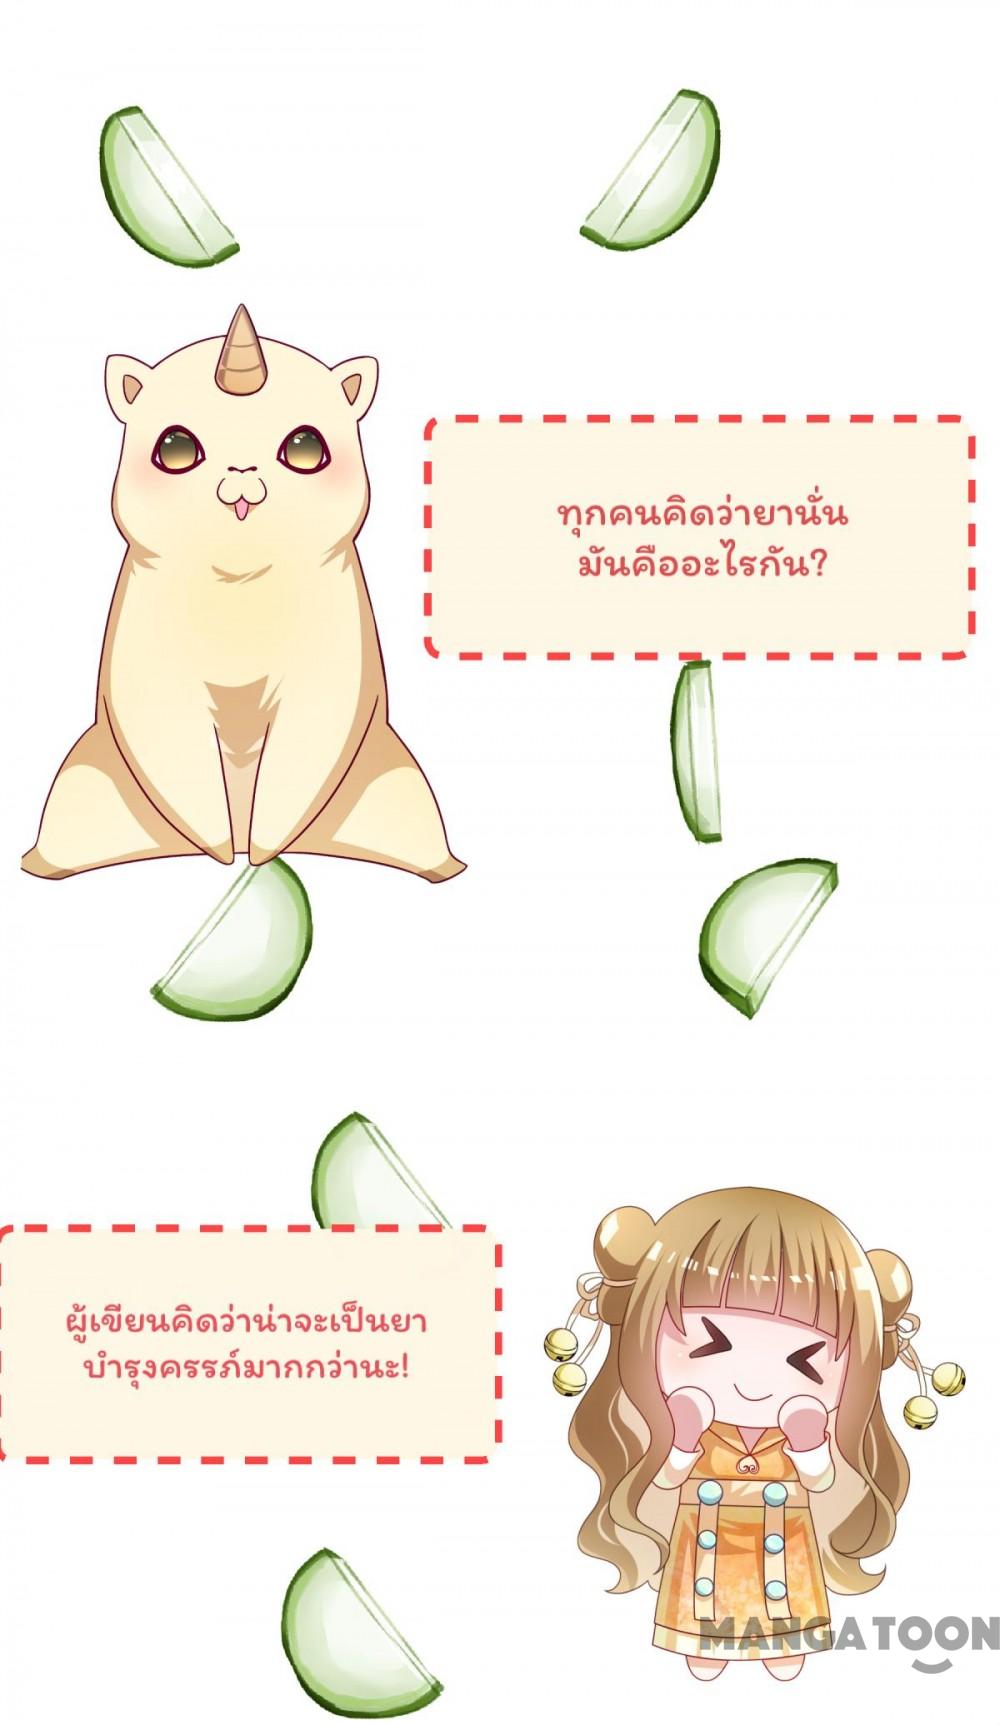 ทุกคนคิดว่ายานั่น
มันคืออะไรกัน?
ผู้เขียนคิดว่าน่าจะเป็นยา
บำรุงครรภ์มากกว่านะ!
MANGATOON